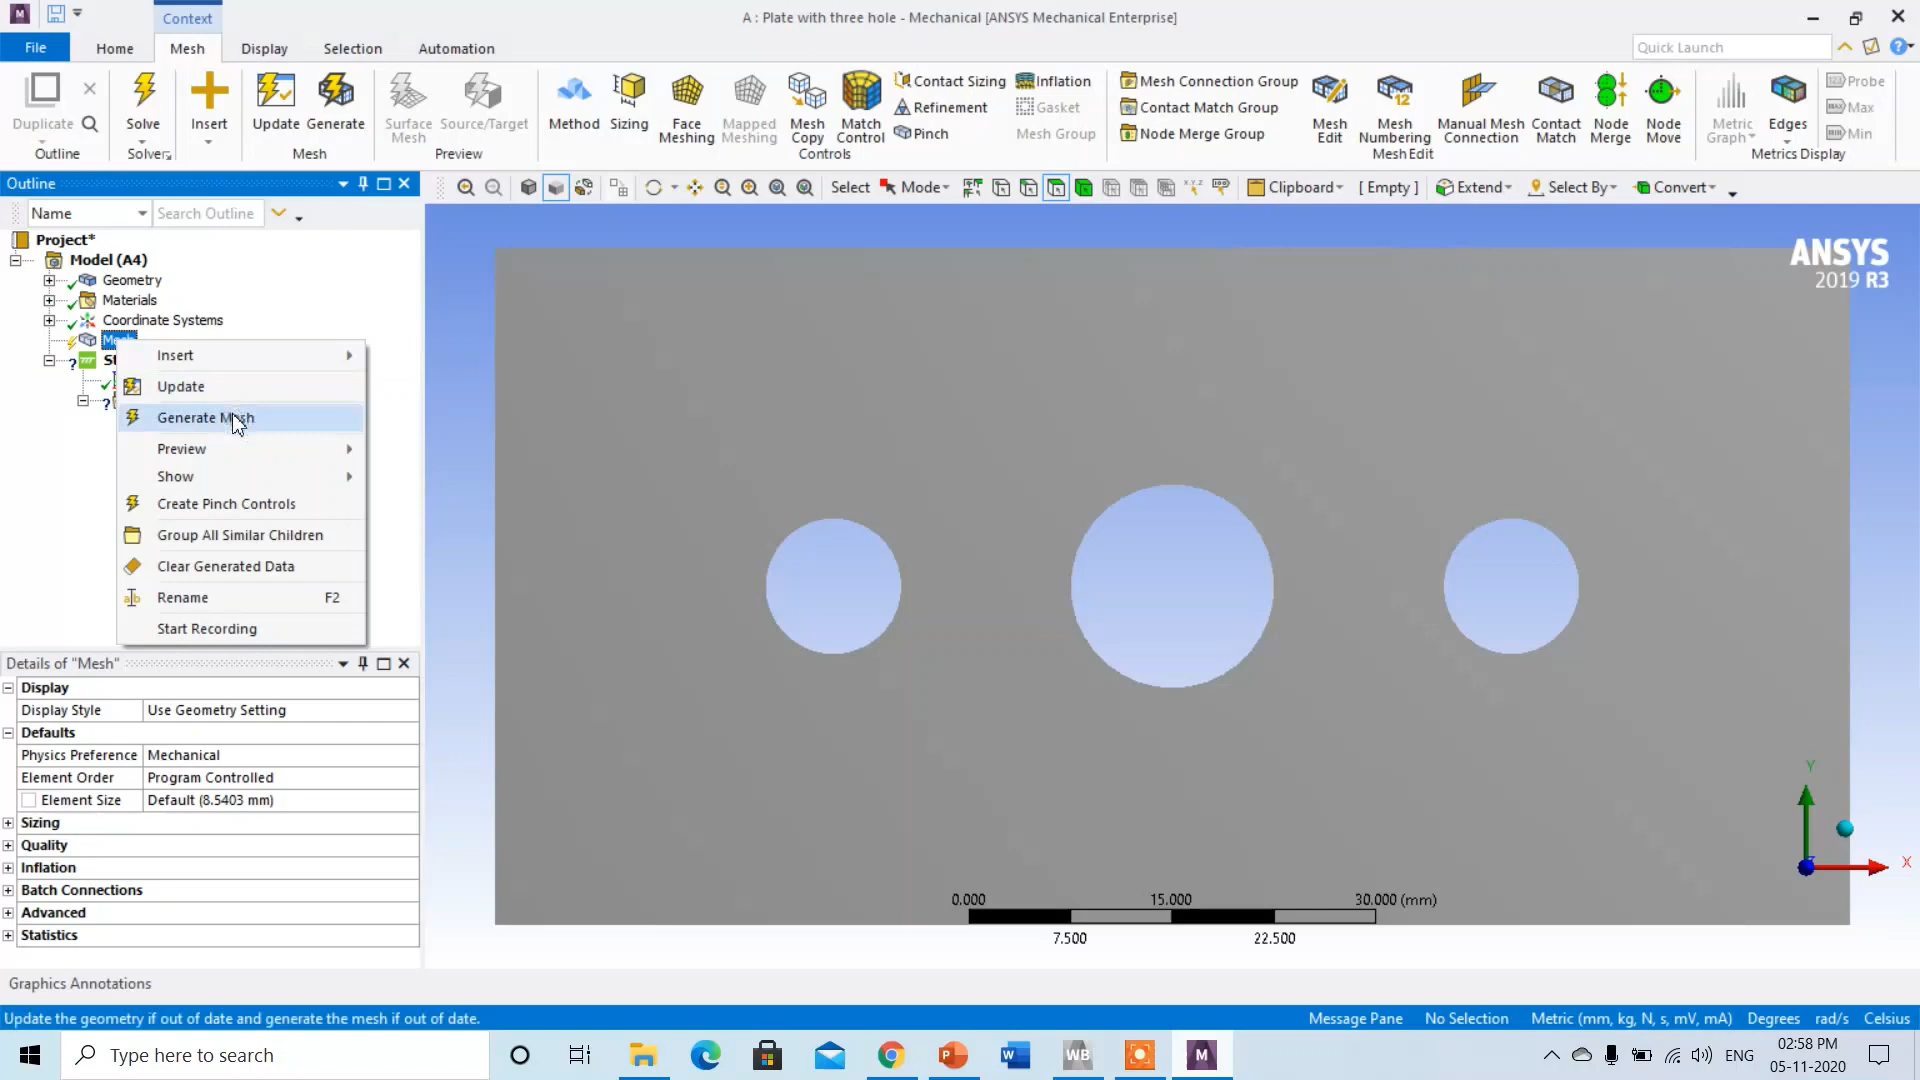 Context
A : Plate with three hole - Mechanical [ANSYS Mechanical Enterprise]
File Home Mesh Display Selection Automation
Quick Launch
Duplicate
Outline
Solve
Solver
Insert
Update Generate
Mesh
Surface Mesh Source/Target
Preview
Method Sizing Face Meshing Mapped Meshing Mesh Copy Match Control
Contact Sizing Inflation
Refinement Gasket
Pinch Mesh Group
Controls
Mesh Connection Group
Contact Match Group
Node Merge Group
Mesh Edit Mesh Numbering Manual Mesh Connection Contact Match Node Merge Node Move
Mesh Edit
Metric Graph Edges
Probe
Max
Min
Metrics Display
Outline
Select Mode Clipboard [ Empty ] Extend Select By Convert
Name Search Outline
Project*
Model (A4)
Geometry
Materials
Coordinate Systems
Insert
Update
Generate Mesh
Preview
Show
Create Pinch Controls
Group All Similar Children
Clear Generated Data
Rename F2
Start Recording
ANSYS
2019 R3
Details of "Mesh"
Display
Display Style Use Geometry Setting
Defaults
Physics Preference Mechanical
Element Order Program Controlled
Element Size Default (8.5403 mm)
Sizing
Quality
Inflation
Batch Connections
Advanced
Statistics
Y
X
0.000 15.000 30.000 (mm)
7.500 22.500
Graphics Annotations
Update the geometry if out of date and generate the mesh if out of date.
Message Pane No Selection Metric (mm, kg, N, s, mV, mA) Degrees rad/s Celsius
Type here to search
WB
M
ENG
02:58 PM
05-11-2020